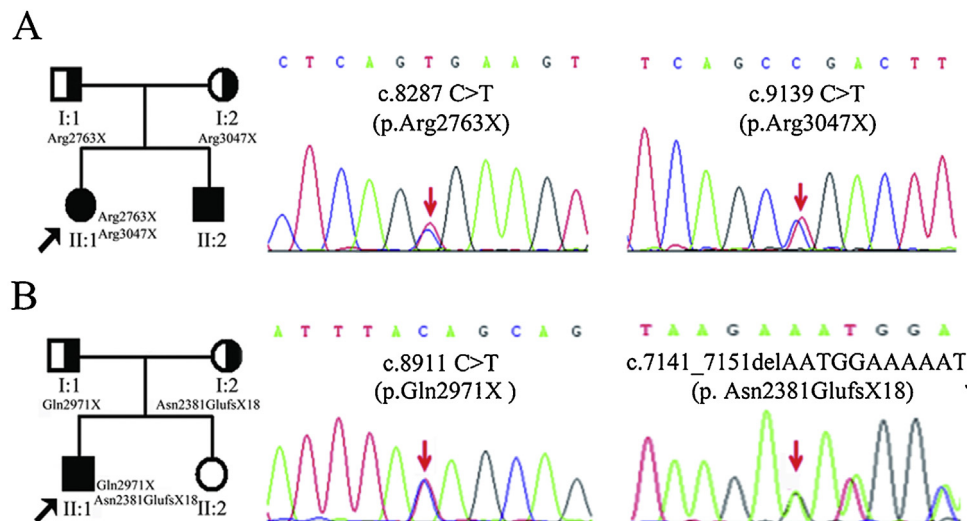 A
C T C A G T G A A G T
T C A G C C G A C T T
c.8287 C>T
(p.Arg2763X)
c.9139 C>T
(p.Arg3047X)
I:1
I:2
Arg2763X
Arg3047X
Arg2763X
II:1 Arg3047X
II:2
B
A T T T A C A G C A G
T A A G A A A T G G A
c.8911 C>T
(p.Gln2971X )
c.7141_7151delAATGGAAAAAT
(p. Asn2381GlufsX18)
I:1
I:2
Gln2971X
Asn2381GlufsX18
Gln2971X
Asn2381GlufsX18
II:1
II:2